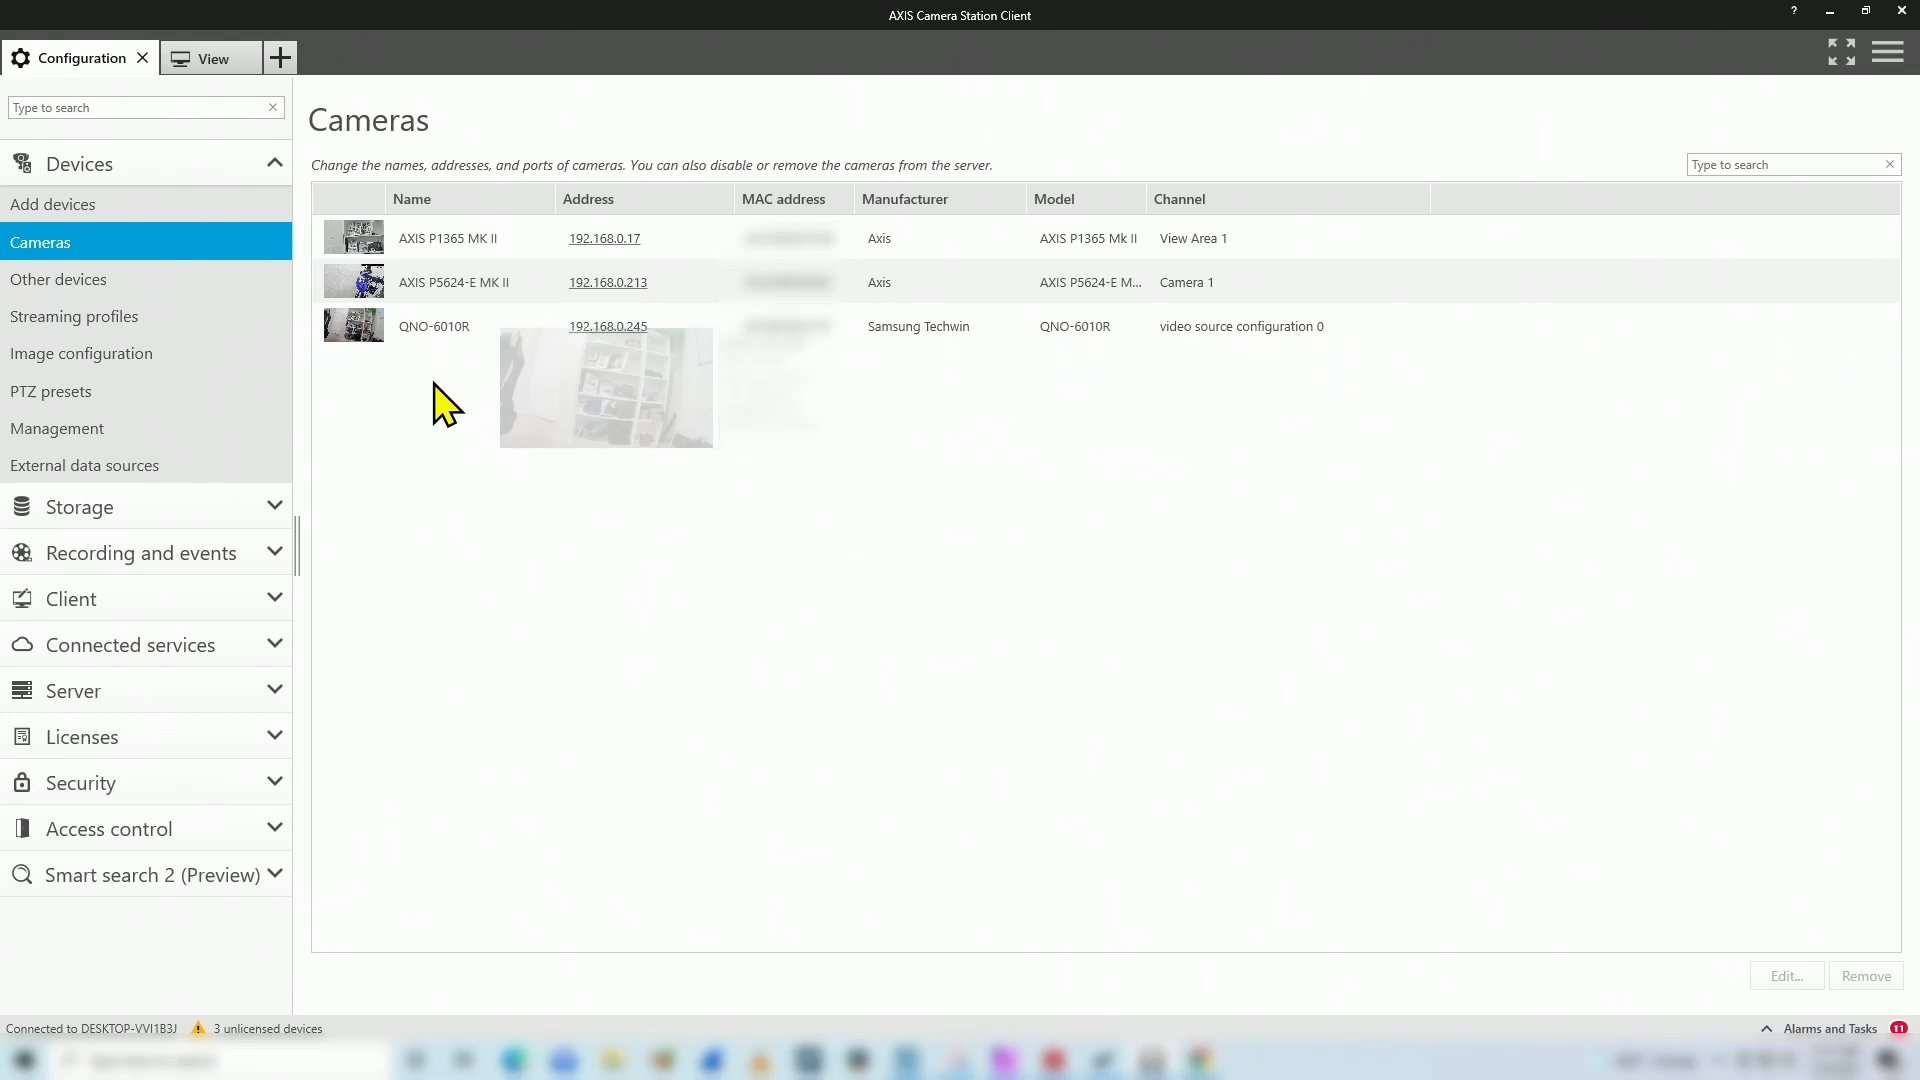 AXIS Camera Station Client
?
Configuration
View
Type to search
Cameras
Devices
Change the names, addresses, and ports of cameras. You can also disable or remove the cameras from the server.
Type to search
Name Address MAC address Manufacturer Model Channel
Add devices
AXIS P1365 MK II 192.168.0.17 Axis AXIS P1365 Mk II View Area 1
Cameras
Other devices
AXIS P5624-E MK II 192.168.0.213 Axis AXIS P5624-E M... Camera 1
Streaming profiles
QNO-6010R 192.168.0.245 Samsung Techwin QNO-6010R video source configuration 0
Image configuration
PTZ presets
Management
External data sources
Storage
Recording and events
Client
Connected services
Server
Licenses
Security
Access control
Smart search 2 (Preview)
Edit... Remove
Connected to DESKTOP-VVI1B3J 3 unlicensed devices Alarms and Tasks 11